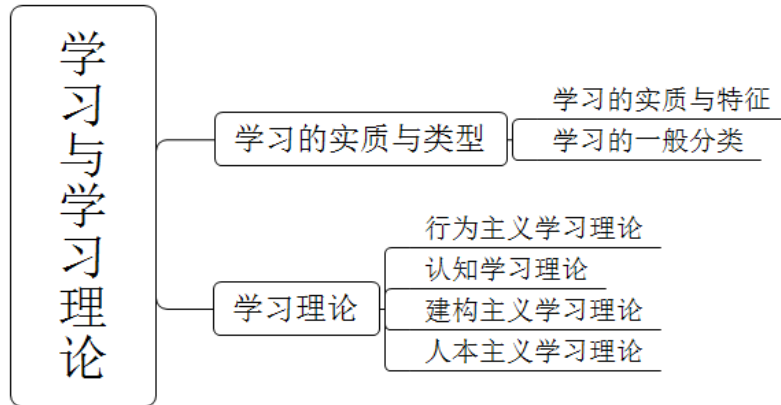 学习与学习理论
学习的实质与类型
学习的实质与特征
学习的一般分类
学习理论
行为主义学习理论
认知学习理论
建构主义学习理论
人本主义学习理论